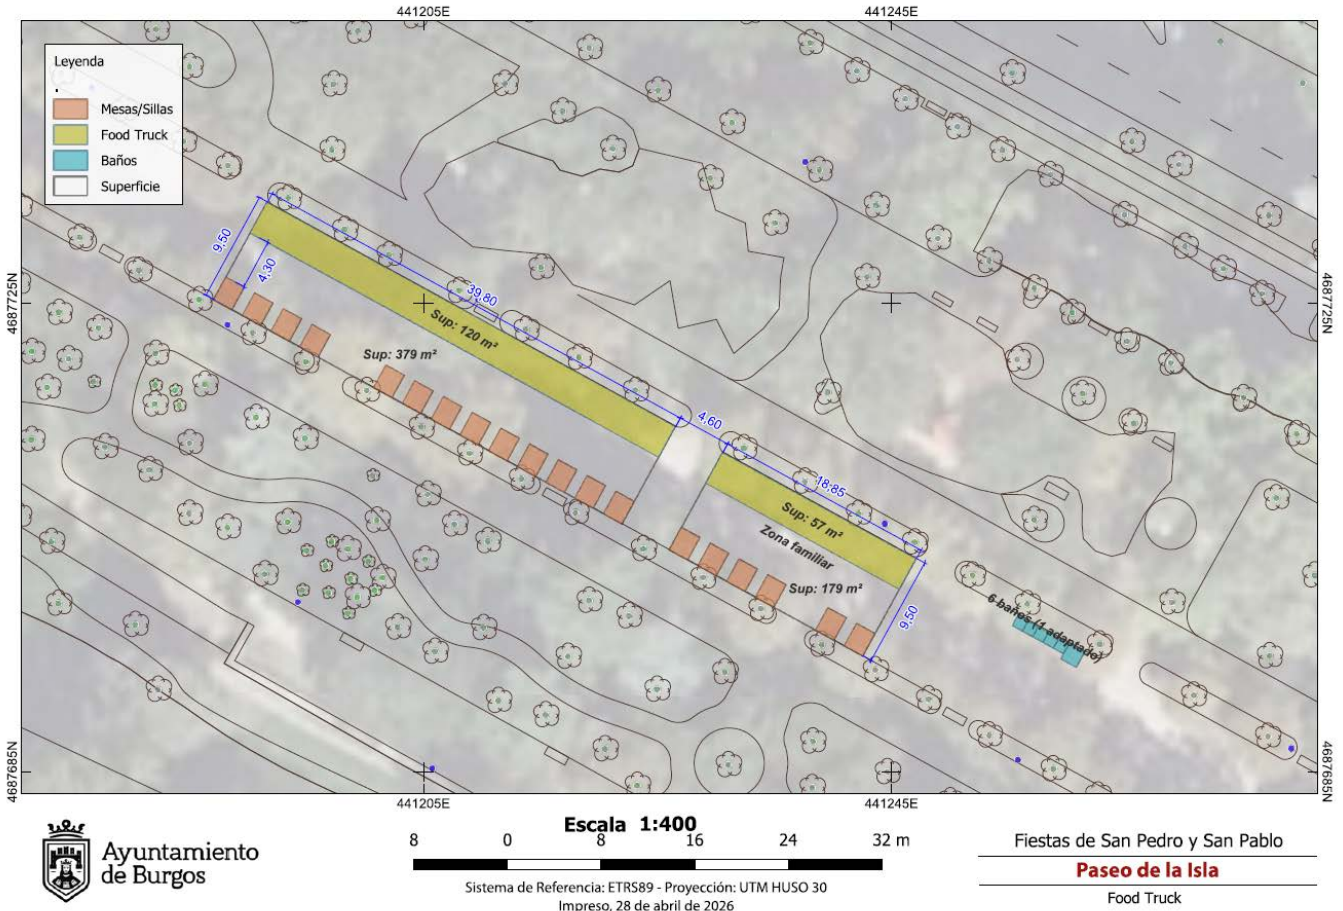 441205E
441245E
Leyenda
Mesas/Sillas
Food Truck
Baños
Superficie
9,50
4,30
39,80
4687725N
4687725N
Sup: 120 m²
Sup: 379 m²
4,60
18,85
Sup: 57 m²
Zona familiar
Sup: 179 m²
9,50
6 baños (1 adaptado)
4687685N
4687685N
441205E
441245E
Escala 1:400
8 0 8 16 24 32 m
Sistema de Referencia: ETRS89 - Proyección: UTM HUSO 30
Impreso, 28 de abril de 2026
Ayuntamiento
de Burgos
Fiestas de San Pedro y San Pablo
Paseo de la Isla
Food Truck